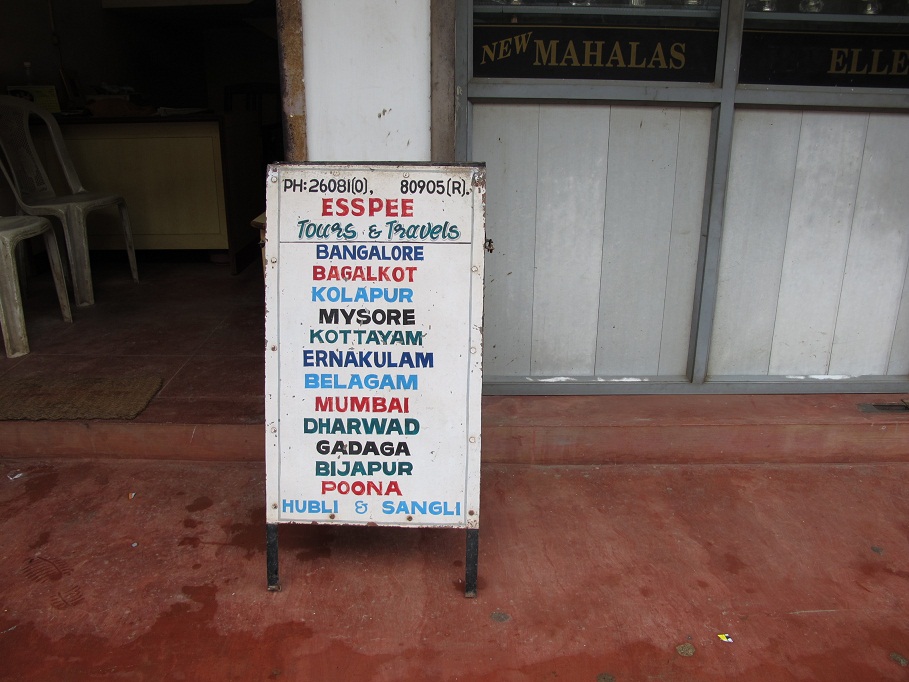 NEW MAHALAS
ELLE
PH: 26081(O), 80905(R).
ESSPEE
Tours & Travels
BANGALORE
BAGALKOT
KOLAPUR
MYSORE
KOTTAYAM
ERNAKULAM
BELAGAM
MUMBAI
DHARWAD
GADAGA
BIJAPUR
POONA
HUBLI & SANGLI